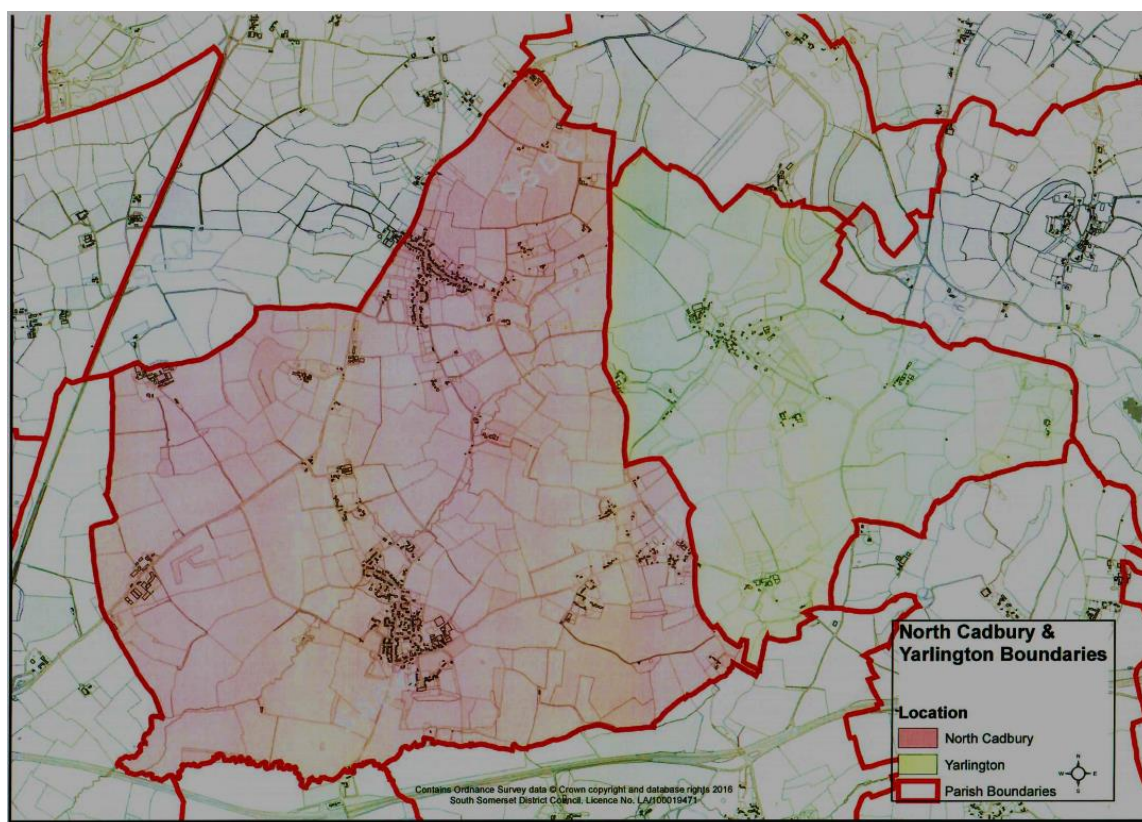 North Cadbury &
Yarlington Boundaries
Location
North Cadbury
Yarlington
Parish Boundaries
N
W E
S
Contains Ordnance Survey data © Crown copyright and database rights 2016
South Somerset District Council. Licence No. LA/100019471